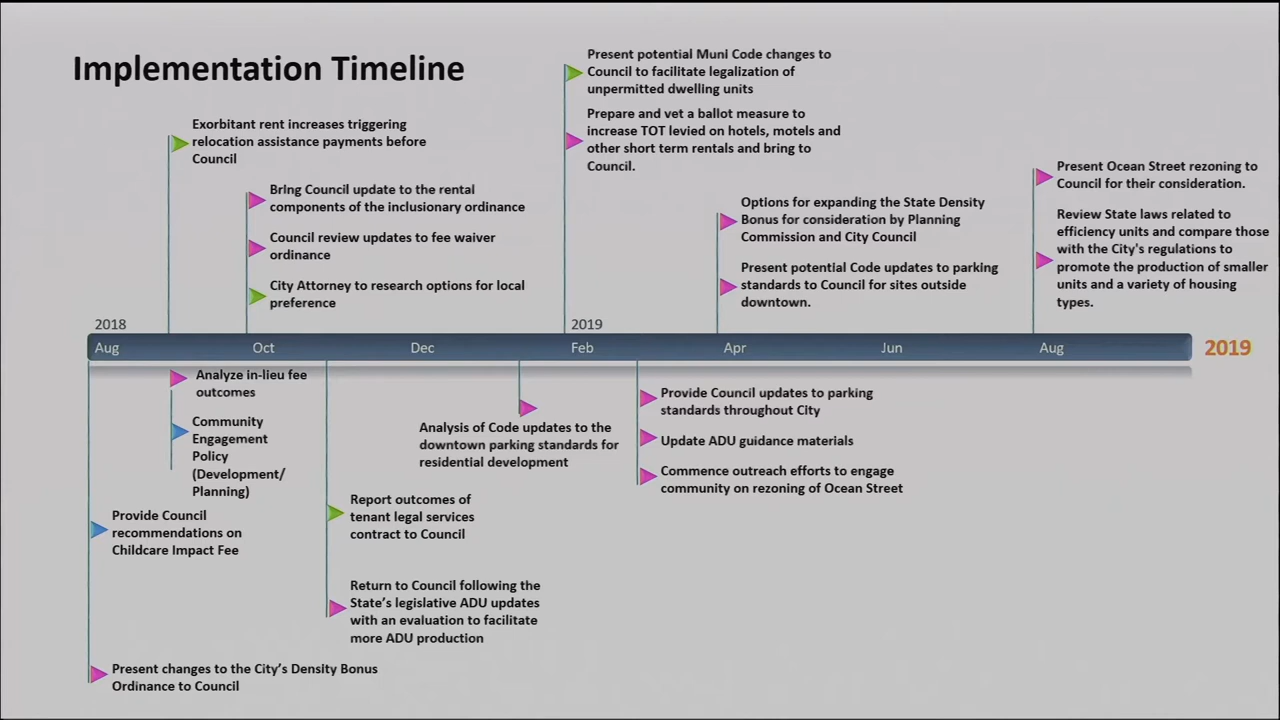 Implementation Timeline
Exorbitant rent increases triggering
relocation assistance payments before
Council
Bring Council update to the rental
components of the inclusionary ordinance
Council review updates to fee waiver
ordinance
City Attorney to research options for local
preference
Present potential Muni Code changes to
Council to facilitate legalization of
unpermitted dwelling units
Prepare and vet a ballot measure to
increase TOT levied on hotels, motels and
other short term rentals and bring to
Council.
Options for expanding the State Density
Bonus for consideration by Planning
Commission and City Council
Present potential Code updates to parking
standards to Council for sites outside
downtown.
Present Ocean Street rezoning to
Council for their consideration.
Review State laws related to
efficiency units and compare those
with the City's regulations to
promote the production of smaller
units and a variety of housing
types.
2018
2019
Aug
Oct
Dec
Feb
Apr
Jun
Aug
2019
Analyze in-lieu fee
outcomes
Community
Engagement
Policy
(Development/
Planning)
Provide Council
recommendations on
Childcare Impact Fee
Present changes to the City's Density Bonus
Ordinance to Council
Report outcomes of
tenant legal services
contract to Council
Return to Council following the
State's legislative ADU updates
with an evaluation to facilitate
more ADU production
Analysis of Code updates to the
downtown parking standards for
residential development
Provide Council updates to parking
standards throughout City
Update ADU guidance materials
Commence outreach efforts to engage
community on rezoning of Ocean Street